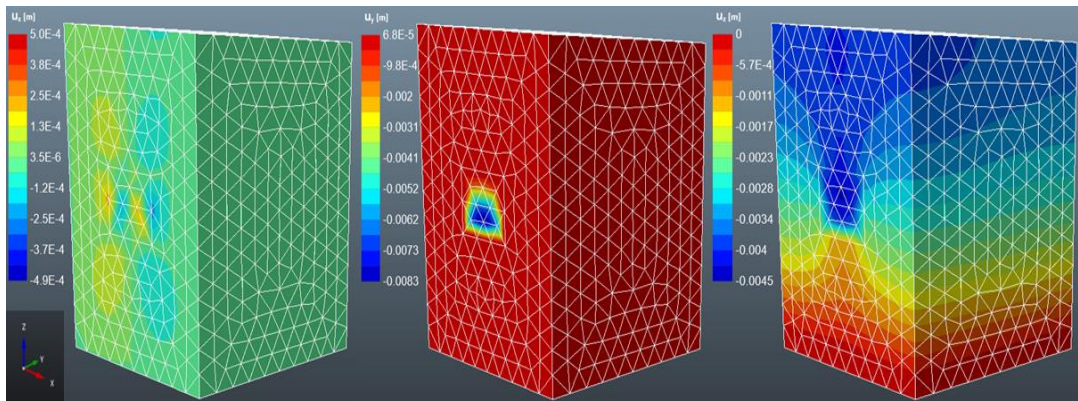 uₓ [m]
5.0E-4
3.8E-4
2.5E-4
1.3E-4
3.5E-6
-1.2E-4
-2.5E-4
-3.7E-4
-4.9E-4
Z
Y
X
uᵧ [m]
6.8E-5
-9.8E-4
-0.002
-0.0031
-0.0041
-0.0052
-0.0062
-0.0073
-0.0083
u_z [m]
0
-5.7E-4
-0.0011
-0.0017
-0.0023
-0.0028
-0.0034
-0.004
-0.0045